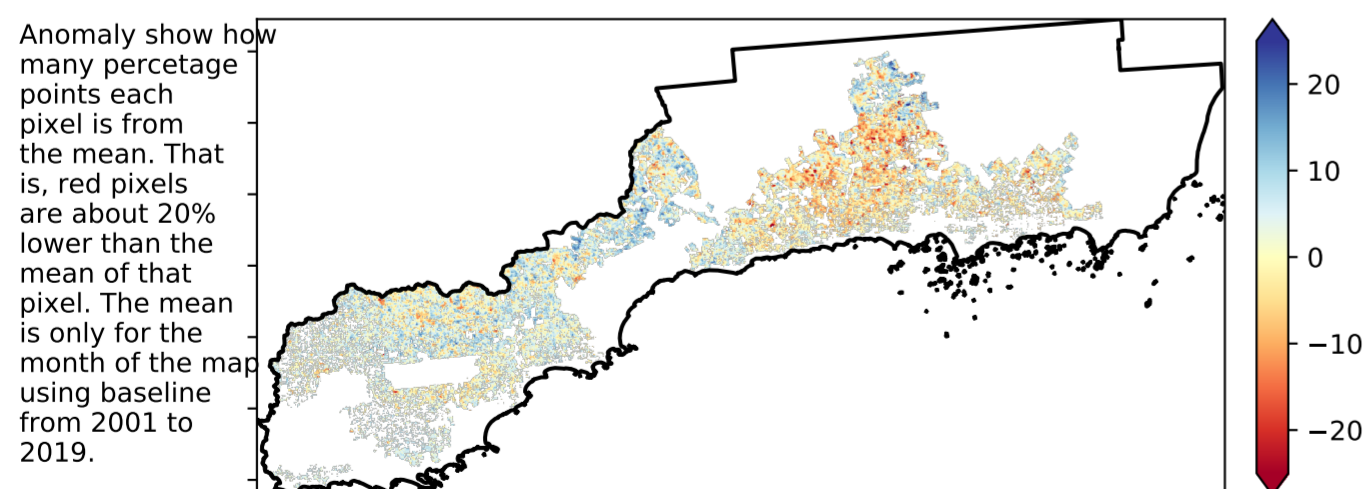 Anomaly show how
many percetage
points each
pixel is from
the mean. That
is, red pixels
are about 20%
lower than the
mean of that
pixel. The mean
is only for the
month of the map
using baseline
from 2001 to
2019.
20
10
0
−10
−20